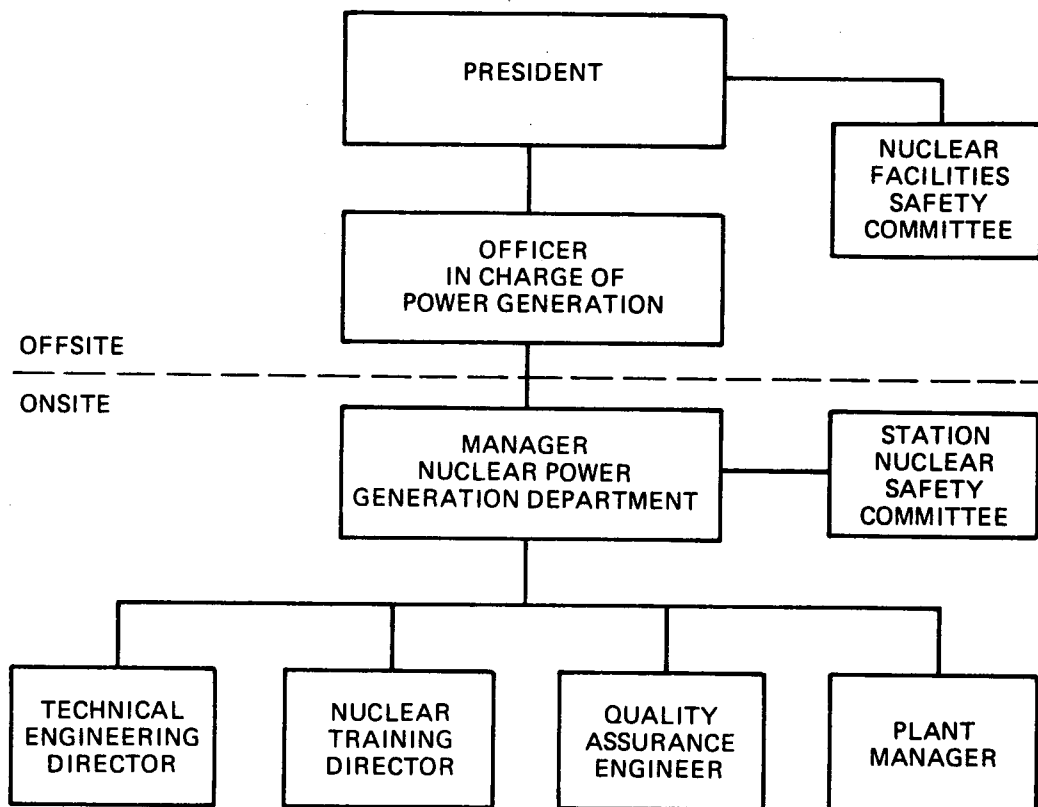 PRESIDENT
NUCLEAR
FACILITIES
SAFETY
COMMITTEE
OFFICER
IN CHARGE OF
POWER GENERATION
OFFSITE
ONSITE
MANAGER
NUCLEAR POWER
GENERATION DEPARTMENT
STATION
NUCLEAR
SAFETY
COMMITTEE
TECHNICAL
ENGINEERING
DIRECTOR
NUCLEAR
TRAINING
DIRECTOR
QUALITY
ASSURANCE
ENGINEER
PLANT
MANAGER